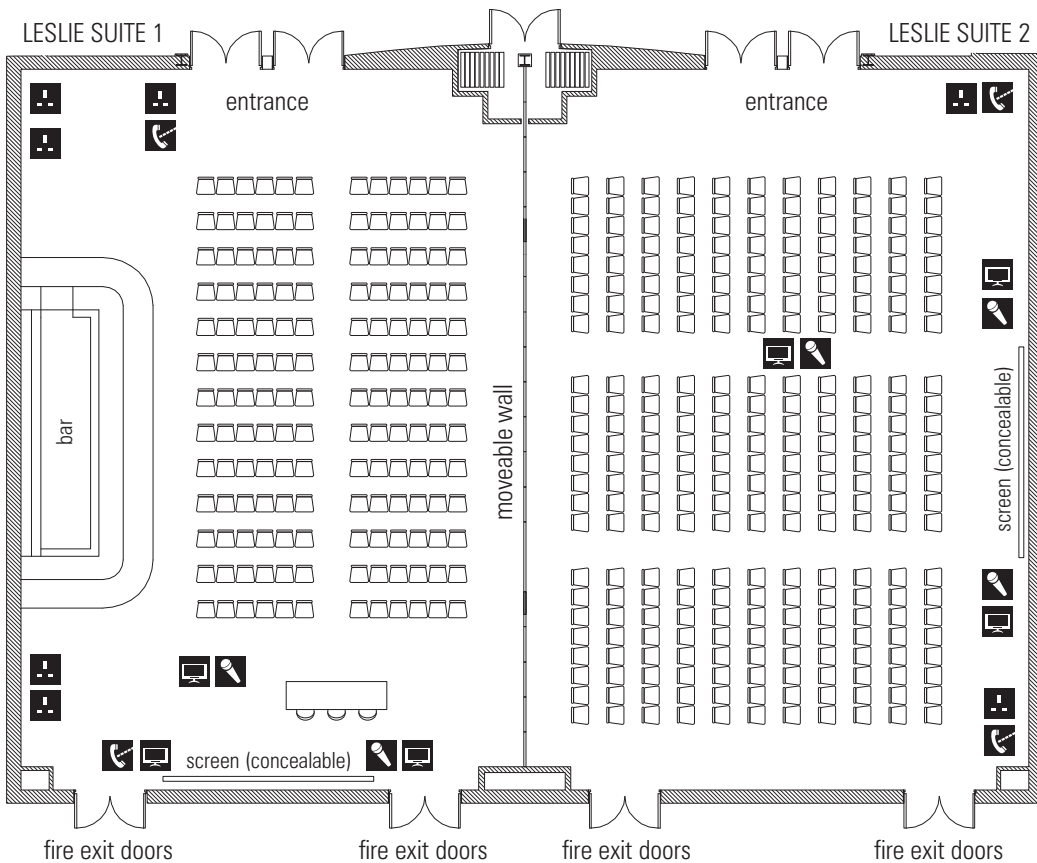 LESLIE SUITE 1
LESLIE SUITE 2
entrance
entrance
bar
moveable wall
screen (concealable)
screen (concealable)
fire exit doors
fire exit doors
fire exit doors
fire exit doors